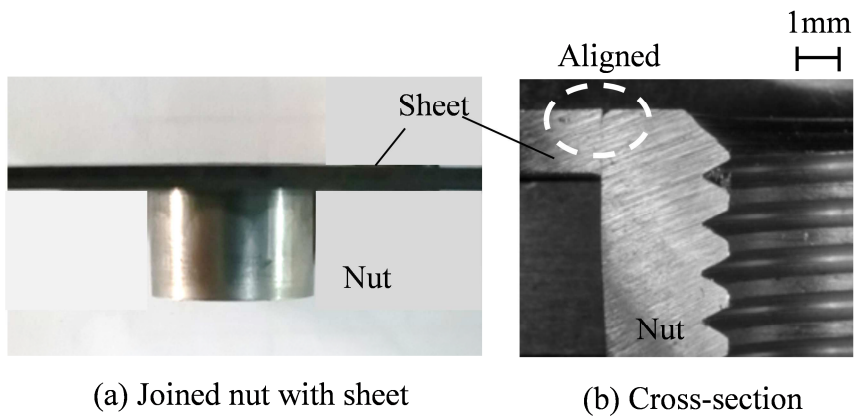 1mm
Aligned
Sheet
Nut
Nut
(a) Joined nut with sheet
(b) Cross-section